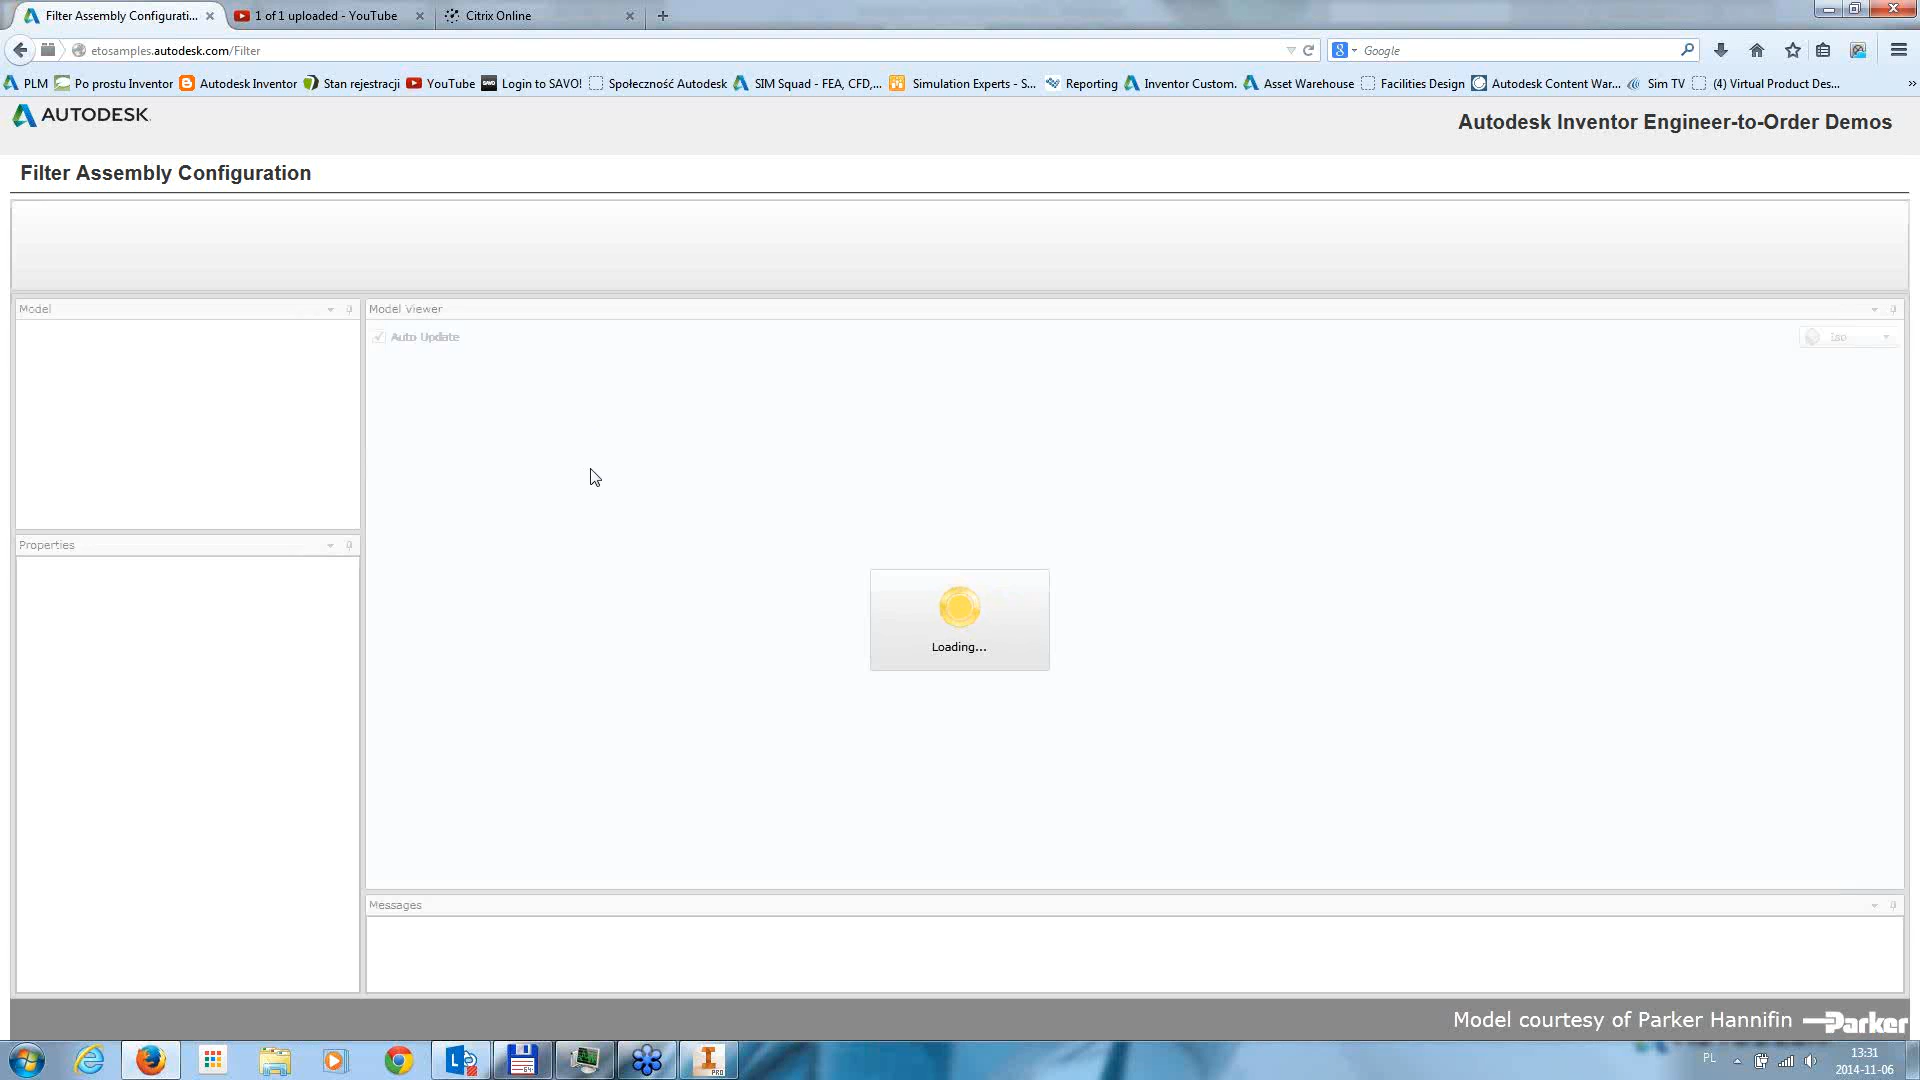 Filter Assembly Configurati...
1 of 1 uploaded - YouTube
Citrix Online
etosamples.autodesk.com/Filter
Google
PLM
Po prostu Inventor
Autodesk Inventor
Stan rejestracji
YouTube
Login to SAVO!
Społeczność Autodesk
SIM Squad - FEA, CFD,...
Simulation Experts - S...
Reporting
Inventor Custom.
Asset Warehouse
Facilities Design
Autodesk Content War...
Sim TV
(4) Virtual Product Des...
AUTODESK
Autodesk Inventor Engineer-to-Order Demos
Filter Assembly Configuration
Model
Model Viewer
Auto Update
Iso
Properties
Loading...
Messages
Model courtesy of Parker Hannifin
Parker
PL
13:31
2014-11-06